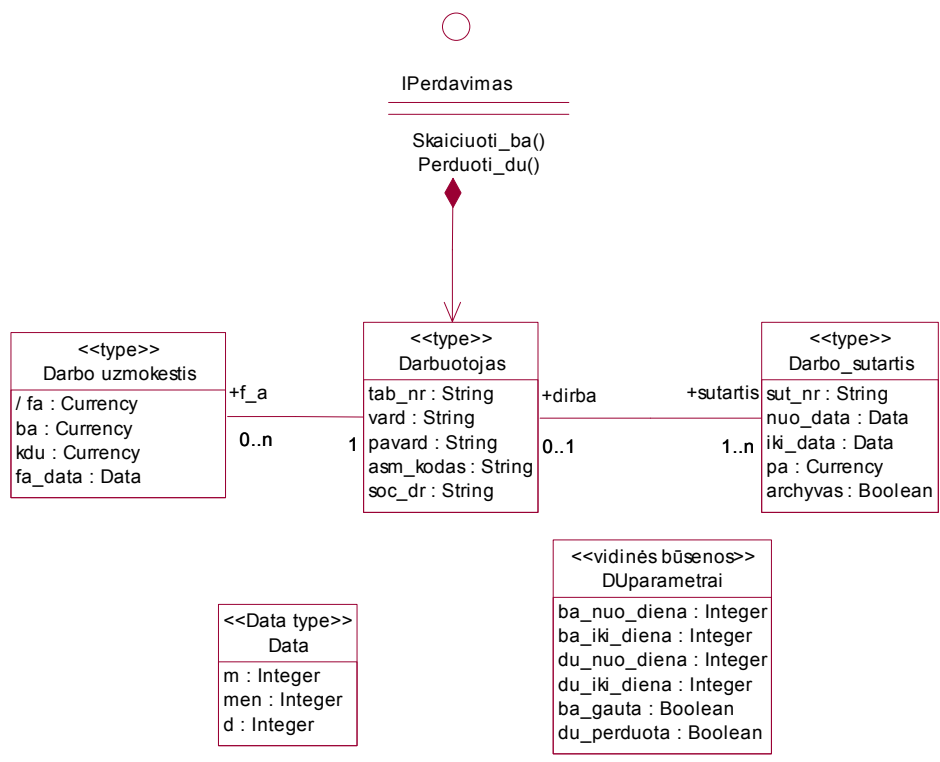 IPerdavimas
Skaiciuoti_ba()
Perduoti_du()
<<type>>
Darbo uzmokestis
/ fa : Currency
ba : Currency
kdu : Currency
fa_data : Data
+f_a
0..n
1
<<type>>
Darbuotojas
tab_nr : String
vard : String
pavard : String
asm_kodas : String
soc_dr : String
+dirba
0..1
+sutartis
1..n
<<type>>
Darbo_sutartis
sut_nr : String
nuo_data : Data
iki_data : Data
pa : Currency
archyvas : Boolean
<<Data type>>
Data
m : Integer
men : Integer
d : Integer
<<vidinės būsenos>>
DUparametrai
ba_nuo_diena : Integer
ba_iki_diena : Integer
du_nuo_diena : Integer
du_iki_diena : Integer
ba_gauta : Boolean
du_perduota : Boolean